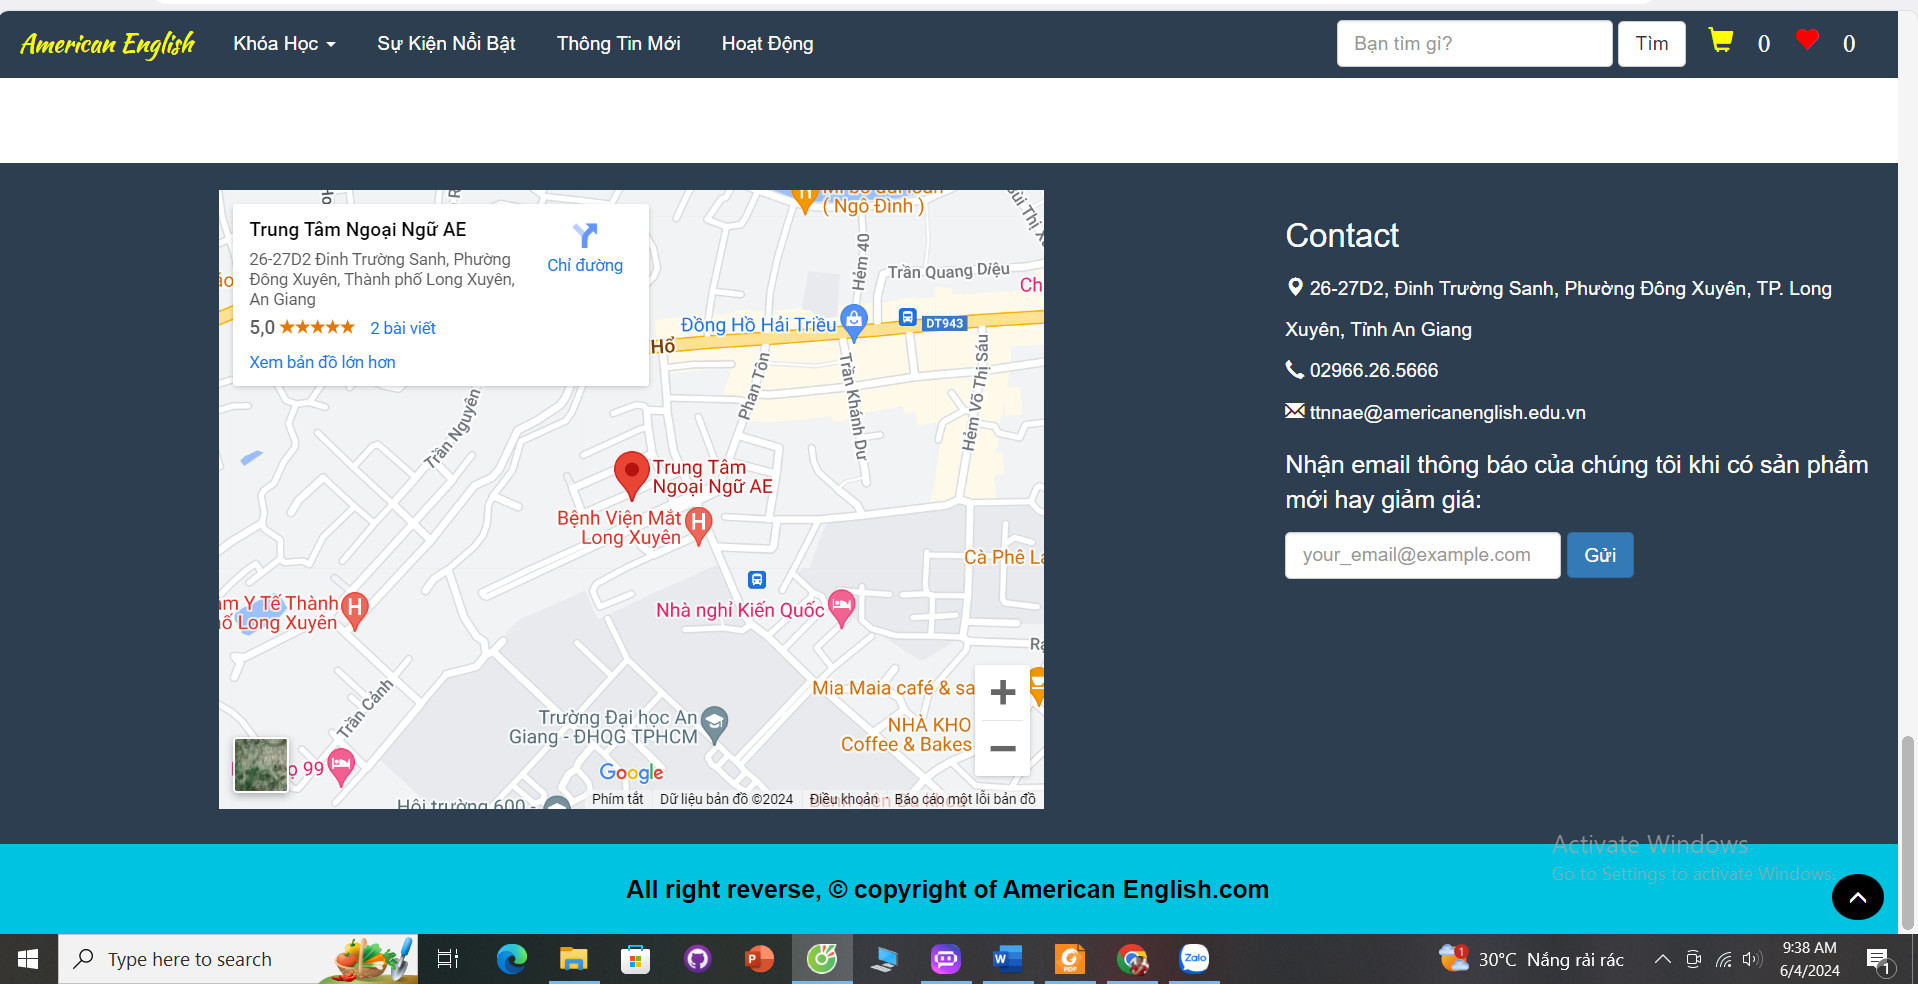 American English
Khóa Học
Sự Kiện Nổi Bật
Thông Tin Mới
Hoạt Động
Bạn tìm gì?
Tìm
0
0
Trung Tâm Ngoại Ngữ AE
26-27D2 Đinh Trường Sanh, Phường
Đông Xuyên, Thành phố Long Xuyên,
An Giang
5,0
2 bài viết
Xem bản đồ lớn hơn
Chỉ đường
( Ngô Đình )
Hẻm 40
Trần Quang Diệu
Ch
Đồng Hồ Hải Triều
DT943
Hổ
Phan Tôn
Trần Khánh Dư
Hẻm Võ Thị Sáu
Trần Nguyên
Trung Tâm
Ngoại Ngữ AE
Bệnh Viện Mắt
Long Xuyên
Cà Phê
Y Tế Thành
Long Xuyên
Nhà nghỉ Kiến Quốc
Mia Maia café & sa
Trần Cảnh
Trường Đại học An
Giang - ĐHQG TPHCM
NHÀ KHO
Coffee & Bakes
99
Google
Hội trường 600 -
Phím tắt
Dữ liệu bản đồ ©2024
Điều khoản
Báo cáo một lỗi bản đồ
Contact
26-27D2, Đinh Trường Sanh, Phường Đông Xuyên, TP. Long
Xuyên, Tỉnh An Giang
02966.26.5666
ttnnae@americanenglish.edu.vn
Nhận email thông báo của chúng tôi khi có sản phẩm
mới hay giảm giá:
your_email@example.com
Gửi
Activate Windows
Go to Settings to activate Windows.
All right reverse, © copyright of American English.com
Type here to search
Zalo
1
30°C Nắng rải rác
9:38 AM
6/4/2024
1